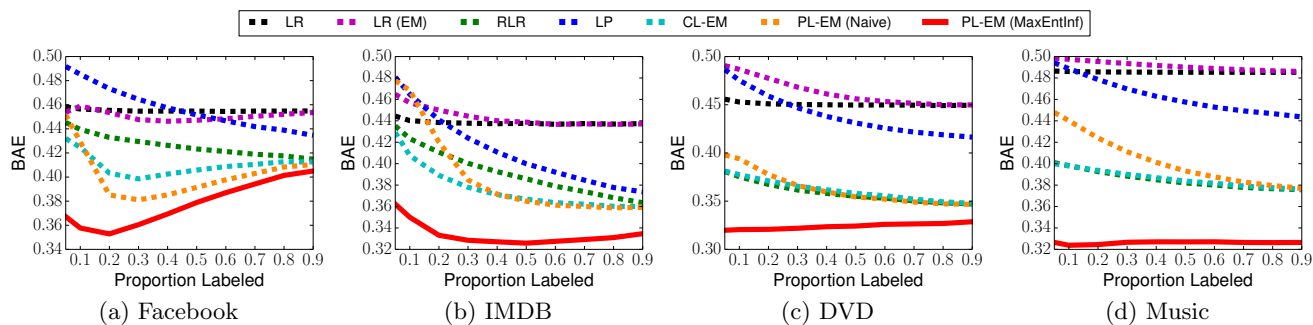 LR LR (EM) RLR LP CL-EM PL-EM (Naive) PL-EM (MaxEntInf)
BAE
0.50
0.48
0.46
0.44
0.42
0.40
0.38
0.36
0.34
0.1 0.2 0.3 0.4 0.5 0.6 0.7 0.8 0.9
Proportion Labeled
(a) Facebook
BAE
0.50
0.48
0.46
0.44
0.42
0.40
0.38
0.36
0.34
0.32
0.1 0.2 0.3 0.4 0.5 0.6 0.7 0.8 0.9
Proportion Labeled
(b) IMDB
BAE
0.50
0.45
0.40
0.35
0.30
0.1 0.2 0.3 0.4 0.5 0.6 0.7 0.8 0.9
Proportion Labeled
(c) DVD
BAE
0.50
0.48
0.46
0.44
0.42
0.40
0.38
0.36
0.34
0.32
0.1 0.2 0.3 0.4 0.5 0.6 0.7 0.8 0.9
Proportion Labeled
(d) Music